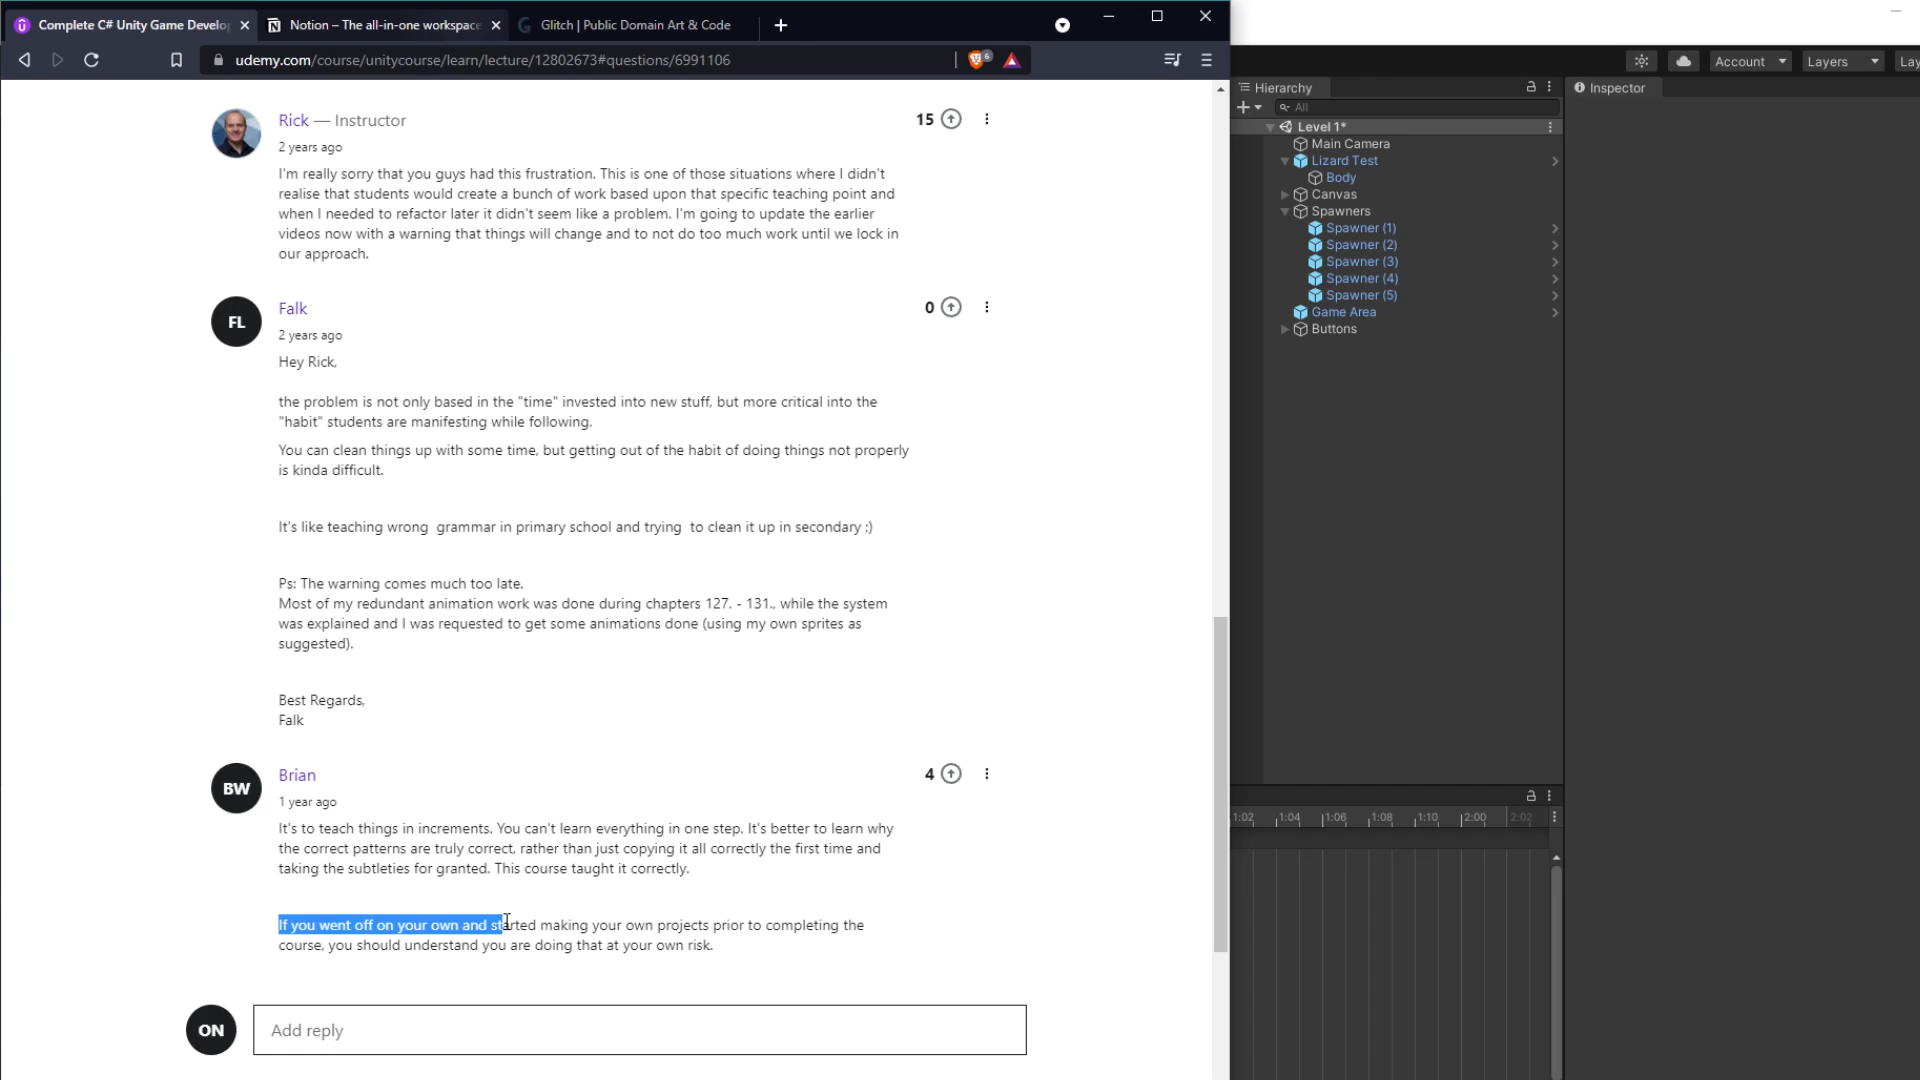 Complete C# Unity Game Develo
Notion – The all-in-one workspace
Glitch | Public Domain Art & Code
udemy.com/course/unitycourse/learn/lecture/12802673#questions/6991106
6
Rick — Instructor
15
2 years ago
I'm really sorry that you guys had this frustration. This is one of those situations where I didn't
realise that students would create a bunch of work based upon that specific teaching point and
when I needed to refactor later it didn't seem like a problem. I'm going to update the earlier
videos now with a warning that things will change and to not do too much work until we lock in
our approach.
FL
Falk
0
2 years ago
Hey Rick,
the problem is not only based in the "time" invested into new stuff, but more critical into the
"habit" students are manifesting while following.
You can clean things up with some time, but getting out of the habit of doing things not properly
is kinda difficult.
It's like teaching wrong  grammar in primary school and trying  to clean it up in secondary ;)
Ps: The warning comes much too late.
Most of my redundant animation work was done during chapters 127. - 131., while the system
was explained and I was requested to get some animations done (using my own sprites as
suggested).
Best Regards,
Falk
BW
Brian
4
1 year ago
It's to teach things in increments. You can't learn everything in one step. It's better to learn why
the correct patterns are truly correct, rather than just copying it all correctly the first time and
taking the subtleties for granted. This course taught it correctly.
If you went off on your own and started making your own projects prior to completing the
course, you should understand you are doing that at your own risk.
ON
Add reply
Account
Layers
Lay
Hierarchy
Inspector
All
Level 1*
Main Camera
Lizard Test
Body
Canvas
Spawners
Spawner (1)
Spawner (2)
Spawner (3)
Spawner (4)
Spawner (5)
Game Area
Buttons
1:02 1:04 1:06 1:08 1:10 2:00 2:02